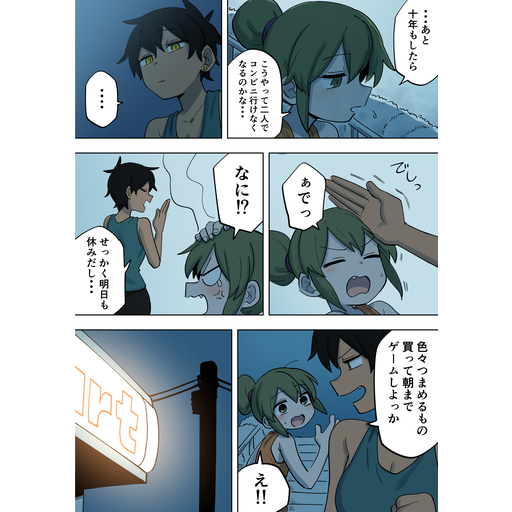 ・・・あと
十年もしたら
こうやって二人で
コンビニ行けなく
なるのかな・・・
・・・・
でしっ
あでっ
なに!?
せっかく明日も
休みだし・・・
色々つまめるもの
買って朝まで
ゲームしよっか
え!!
art